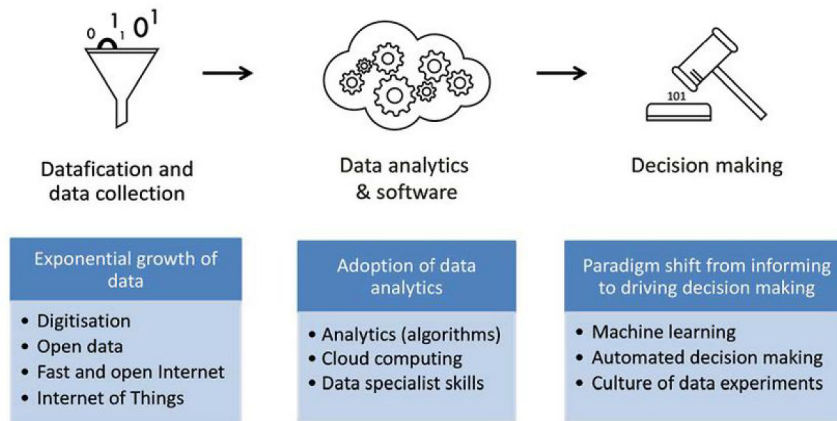 0 1 1 0 1
Datafication and
data collection
Data analytics
& software
101
Decision making
Exponential growth of
data
• Digitisation
• Open data
• Fast and open Internet
• Internet of Things
Adoption of data
analytics
• Analytics (algorithms)
• Cloud computing
• Data specialist skills
Paradigm shift from informing
to driving decision making
• Machine learning
• Automated decision making
• Culture of data experiments